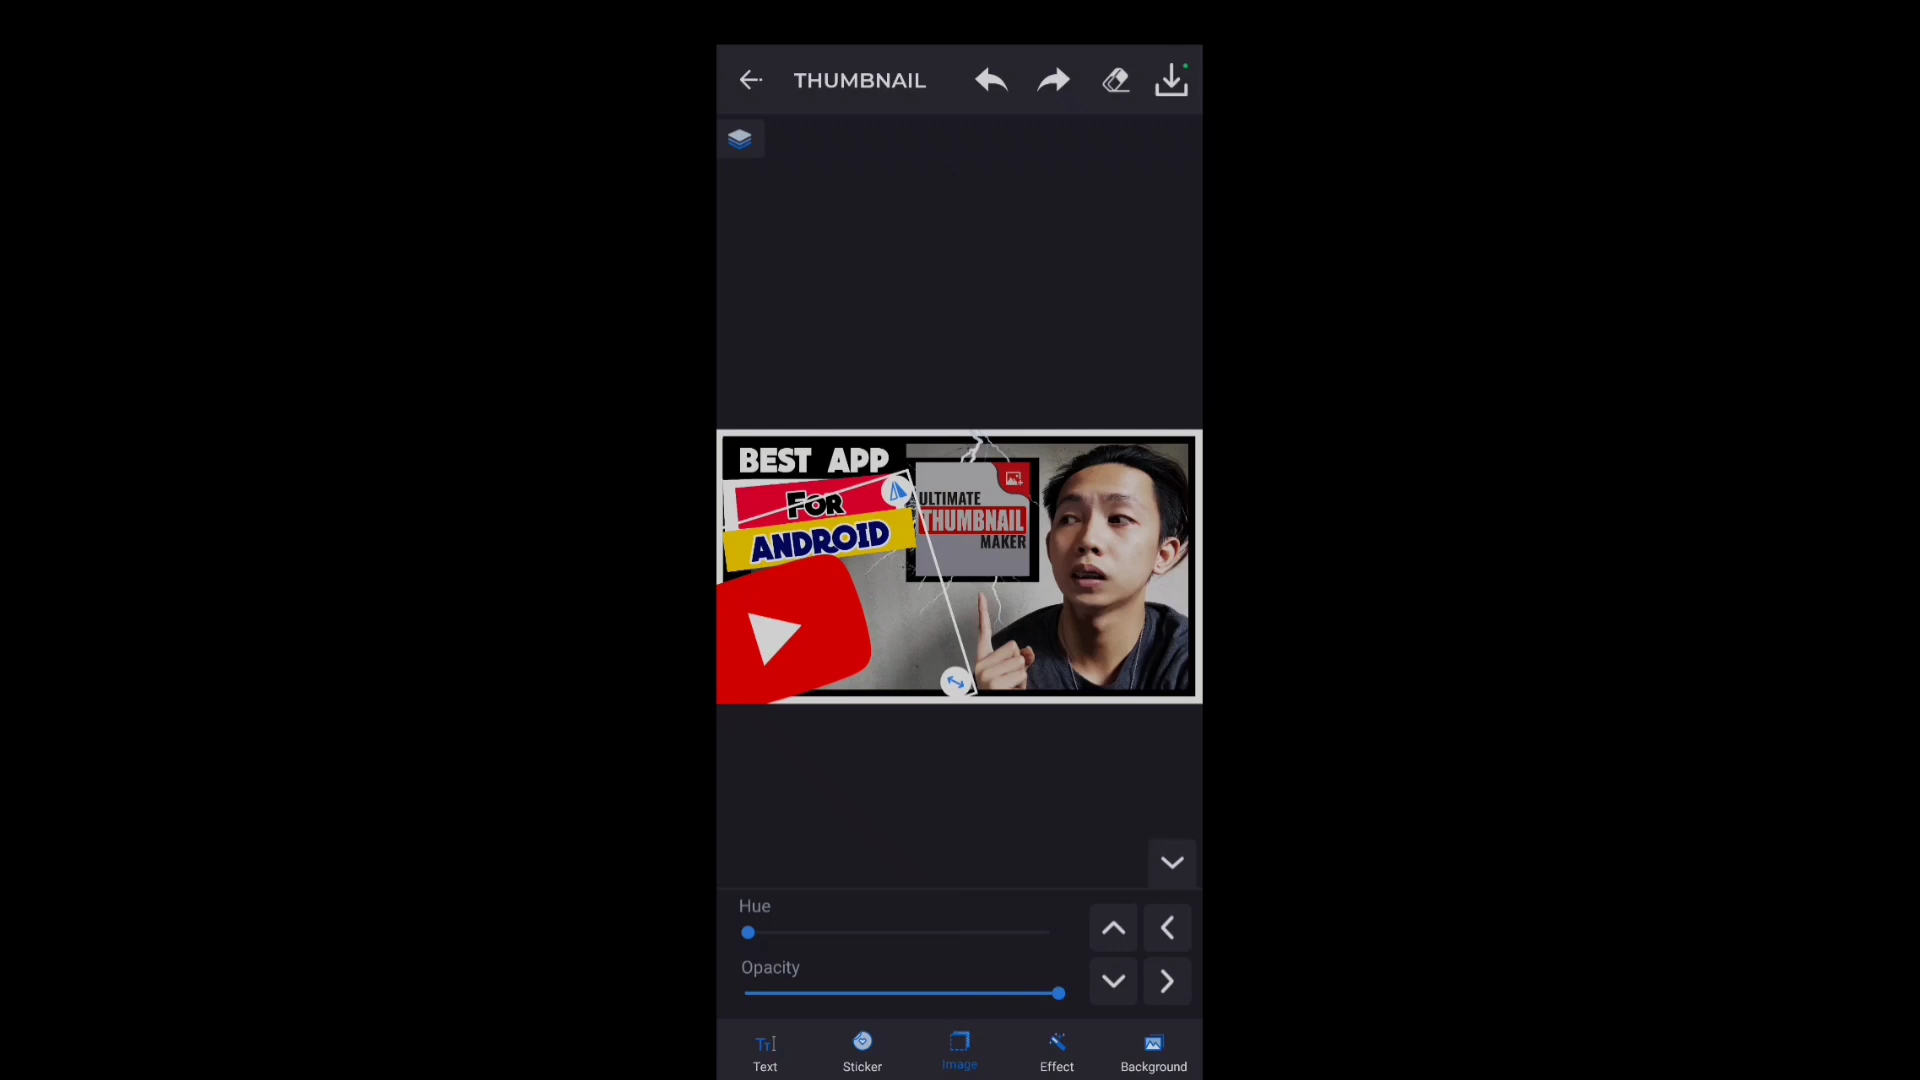 THUMBNAIL
BEST APP
FOR
ANDROID
ULTIMATE
THUMBNAIL
MAKER
Hue
Opacity
Text
Sticker
Image
Effect
Background